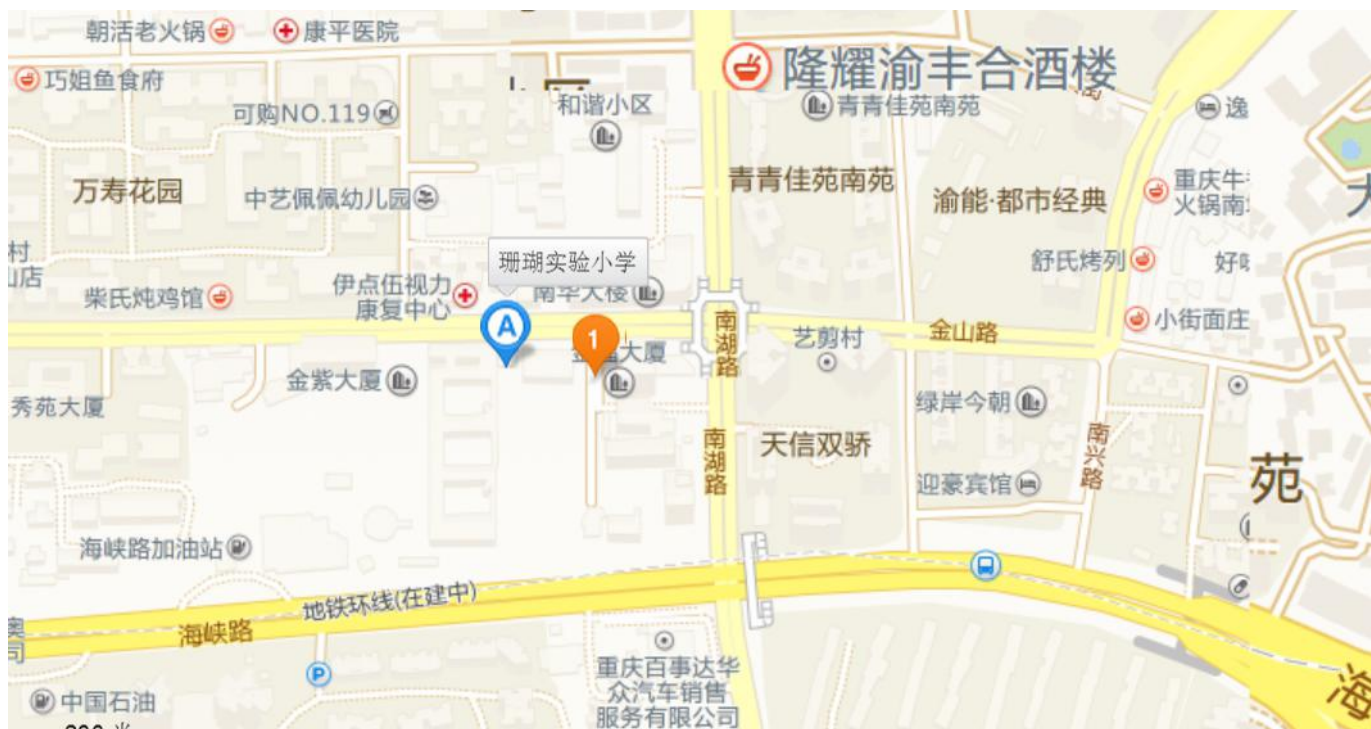 朝活老火锅
康平医院
隆耀渝丰合酒楼
巧姐鱼食府
可购NO.119
和谐小区
青青佳苑南苑
逸
万寿花园
中艺佩佩幼儿园
青青佳苑南苑
渝能·都市经典
重庆牛
火锅南
大
村
山店
珊瑚实验小学
舒氏烤列
好
柴氏炖鸡馆
伊点伍视力
康复中心
南华大楼
小街面庄
A
1
南湖路
艺剪村
金山路
大厦
金紫大厦
秀苑大厦
绿岸今朝
天信双骄
南湖路
南兴路
迎豪宾馆
苑
海峡路加油站
地铁环线(在建中)
海峡路
澳
司
P
重庆百事达华
众汽车销售
服务有限公司
中国石油
海